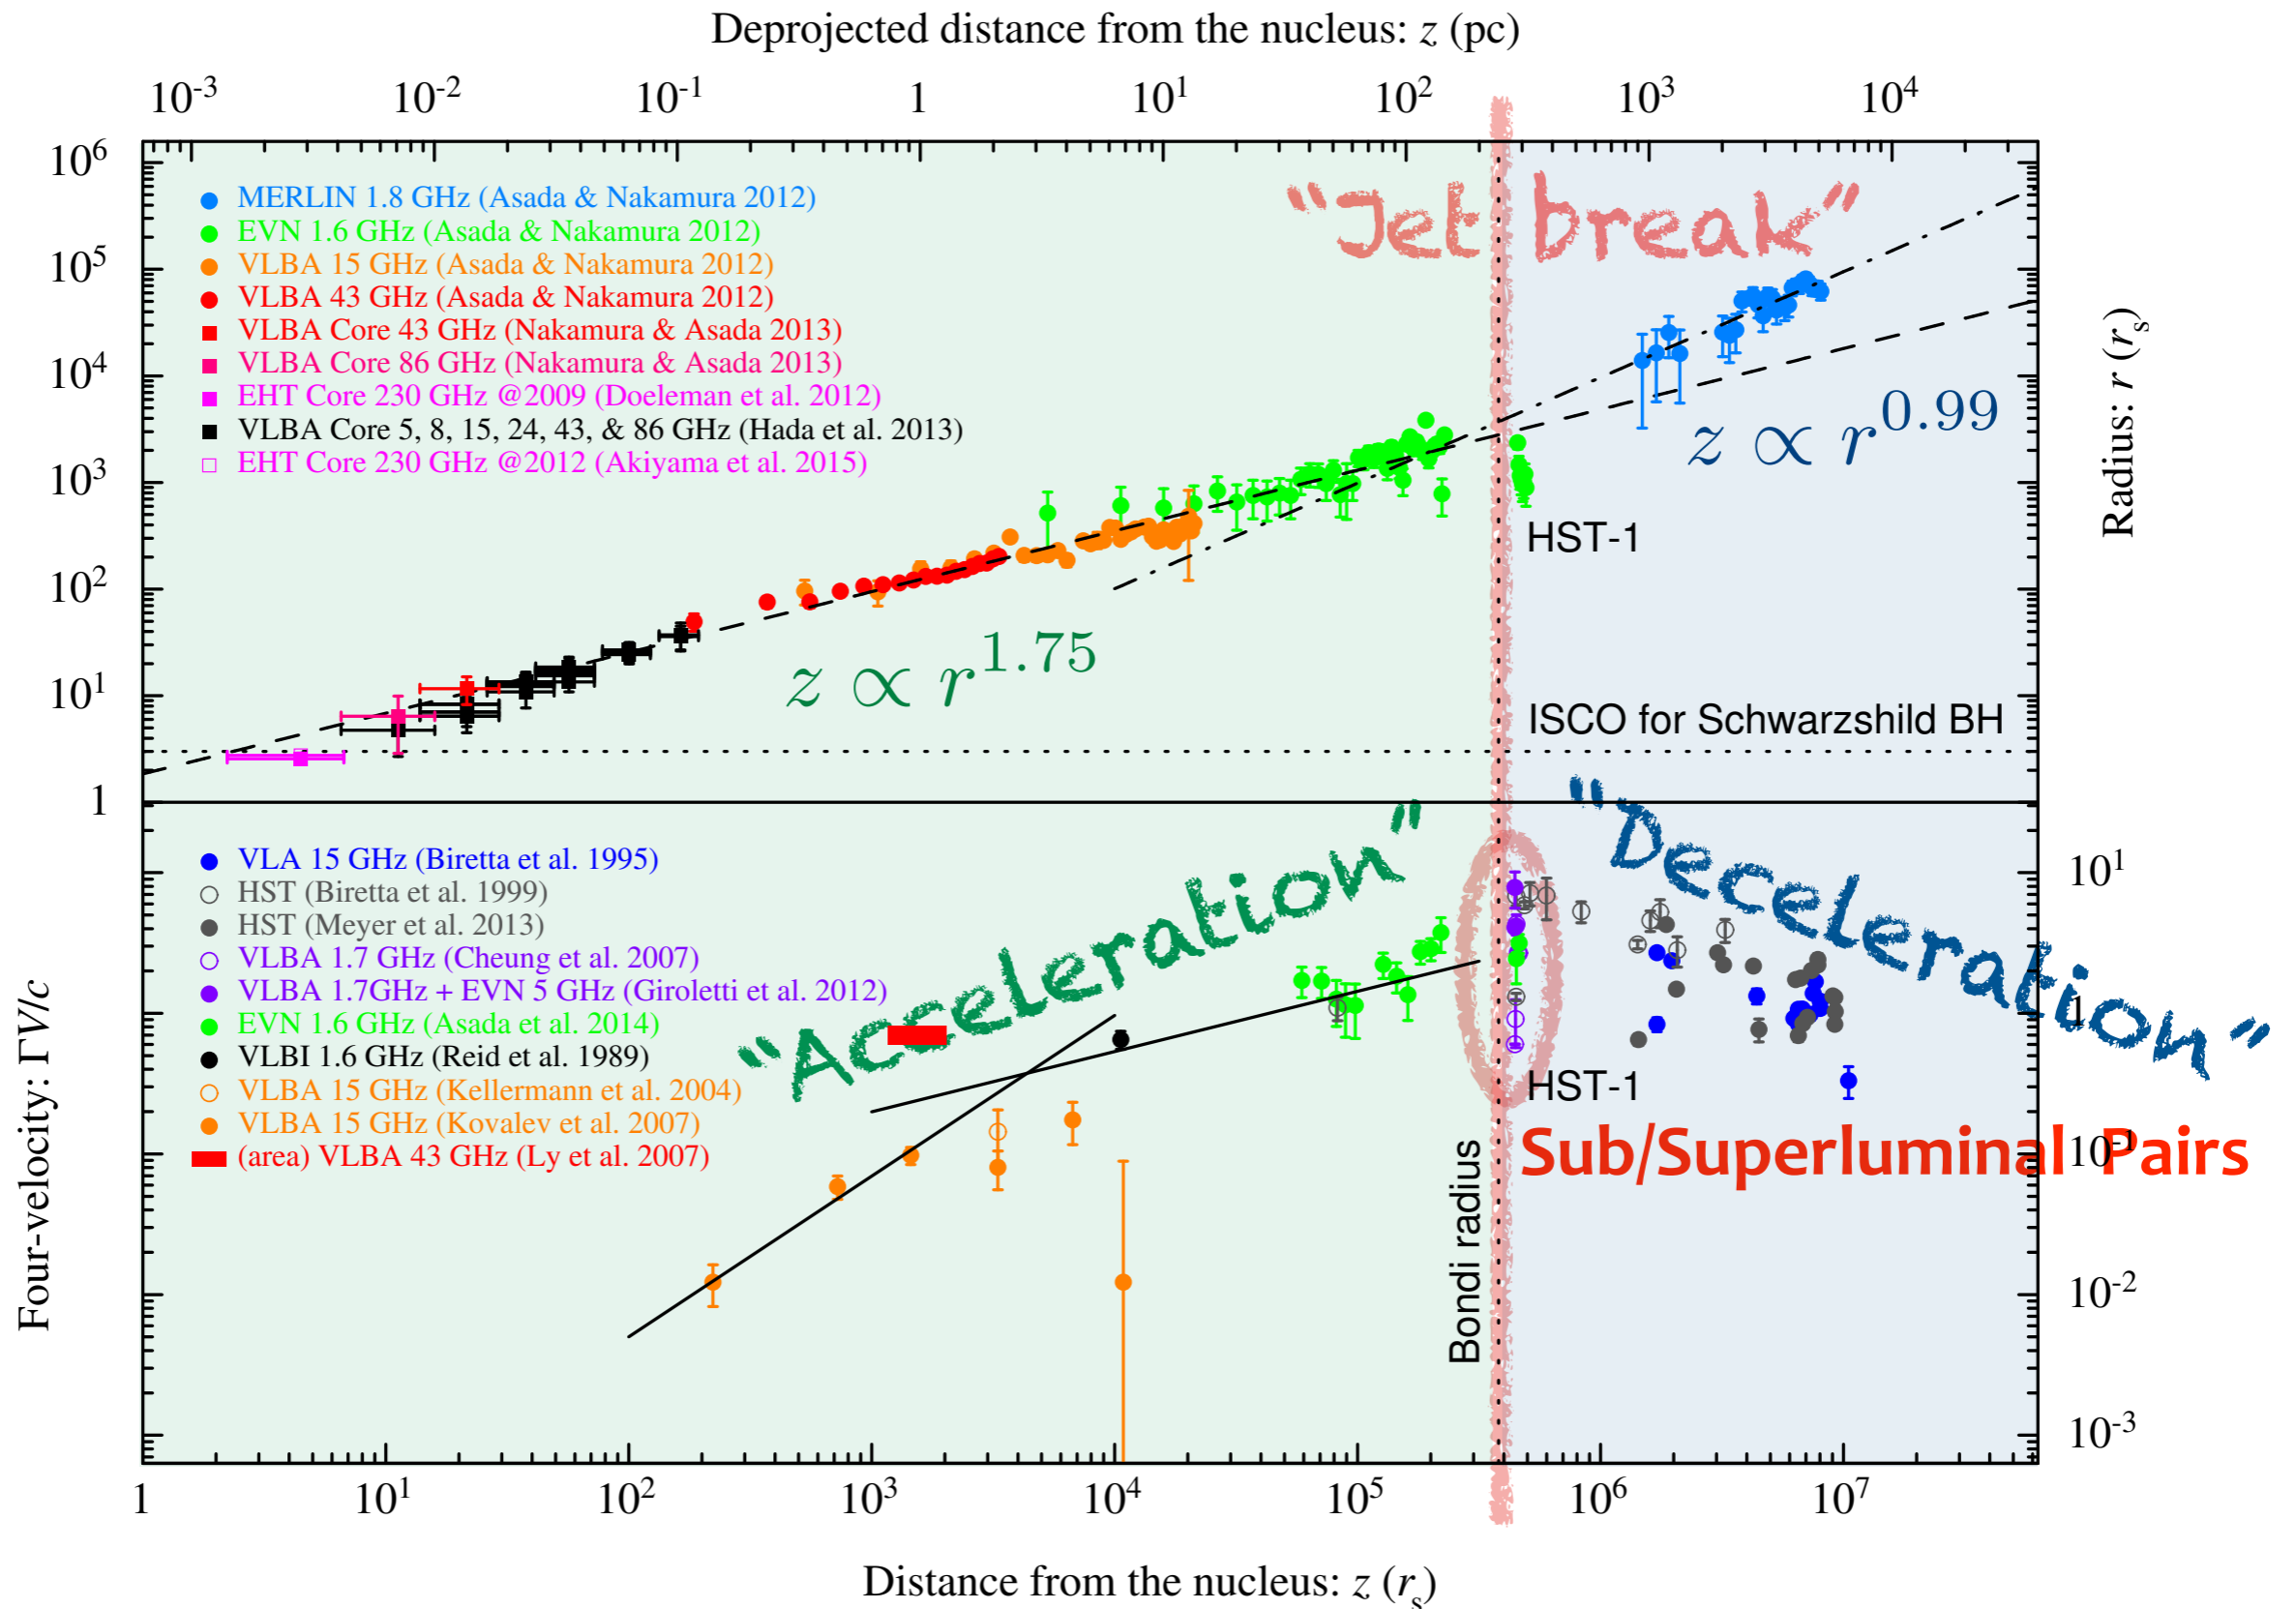 Deprojected distance from the nucleus: z (pc)
10⁻³ 10⁻² 10⁻¹ 1 10¹ 10² 10³ 10⁴
10⁶
10⁵
10⁴
10³
10²
10¹
1
MERLIN 1.8 GHz (Asada & Nakamura 2012)
EVN 1.6 GHz (Asada & Nakamura 2012)
VLBA 15 GHz (Asada & Nakamura 2012)
VLBA 43 GHz (Asada & Nakamura 2012)
VLBA Core 43 GHz (Nakamura & Asada 2013)
VLBA Core 86 GHz (Nakamura & Asada 2013)
EHT Core 230 GHz @2009 (Doeleman et al. 2012)
VLBA Core 5, 8, 15, 24, 43, & 86 GHz (Hada et al. 2013)
EHT Core 230 GHz @2012 (Akiyama et al. 2015)
"Jet break"
z ∝ r^0.99
Radius: r (rₛ)
HST-1
z ∝ r^1.75
ISCO for Schwarzshild BH
"Acceleration"
"Deceleration"
VLA 15 GHz (Biretta et al. 1995)
HST (Biretta et al. 1999)
HST (Meyer et al. 2013)
VLBA 1.7 GHz (Cheung et al. 2007)
VLBA 1.7GHz + EVN 5 GHz (Giroletti et al. 2012)
EVN 1.6 GHz (Asada et al. 2014)
VLBI 1.6 GHz (Reid et al. 1989)
VLBA 15 GHz (Kellermann et al. 2004)
VLBA 15 GHz (Kovalev et al. 2007)
(area) VLBA 43 GHz (Ly et al. 2007)
Four-velocity: ΓV/c
HST-1
Sub/Superluminal Pairs
Bondi radius
10¹
1
10⁻¹
10⁻²
10⁻³
1 10¹ 10² 10³ 10⁴ 10⁵ 10⁶ 10⁷
Distance from the nucleus: z (rₛ)